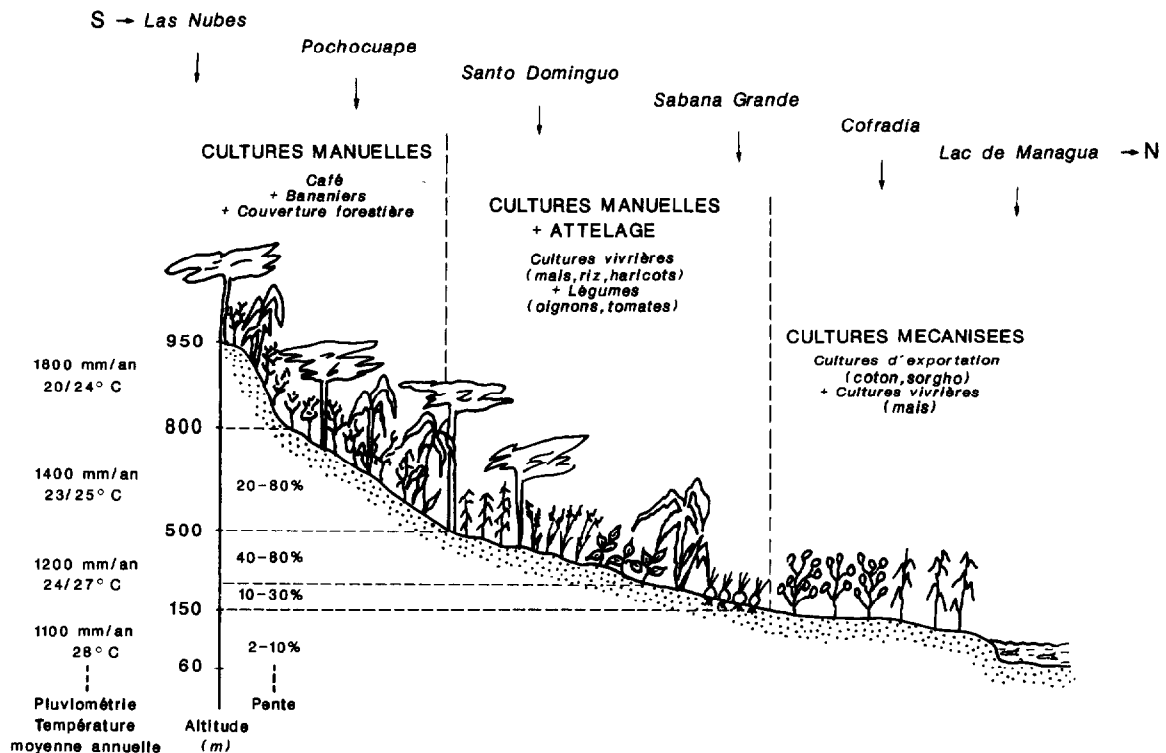 S → Las Nubes
Pochocuape
Santo Dominguo
Sabana Grande
Cofradia
Lac de Managua → N
CULTURES MANUELLES
Café
+ Bananiers
+ Couverture forestière
CULTURES MANUELLES
+ ATTELAGE
Cultures vivrières
(mais, riz, haricots)
+ Légumes
(oignons, tomates)
CULTURES MECANISEES
Cultures d'exportation
(coton, sorgho)
+ Cultures vivrières
(mais)
950
1800 mm/an
20/24° C
800
1400 mm/an
23/25° C
20-80%
500
1200 mm/an
24/27° C
40-80%
10-30%
150
1100 mm/an
28° C
2-10%
60
Pluviométrie
Température
moyenne annuelle
Altitude
(m)
Pente